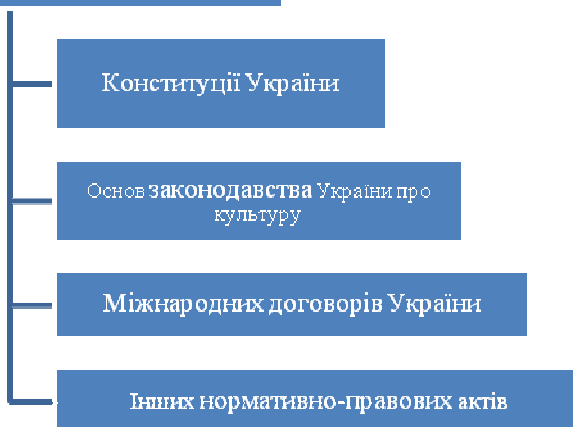 Конституції України
Основ законодавства України про
культуру
Міжнародних договорів України
Інших нормативно-правових актів